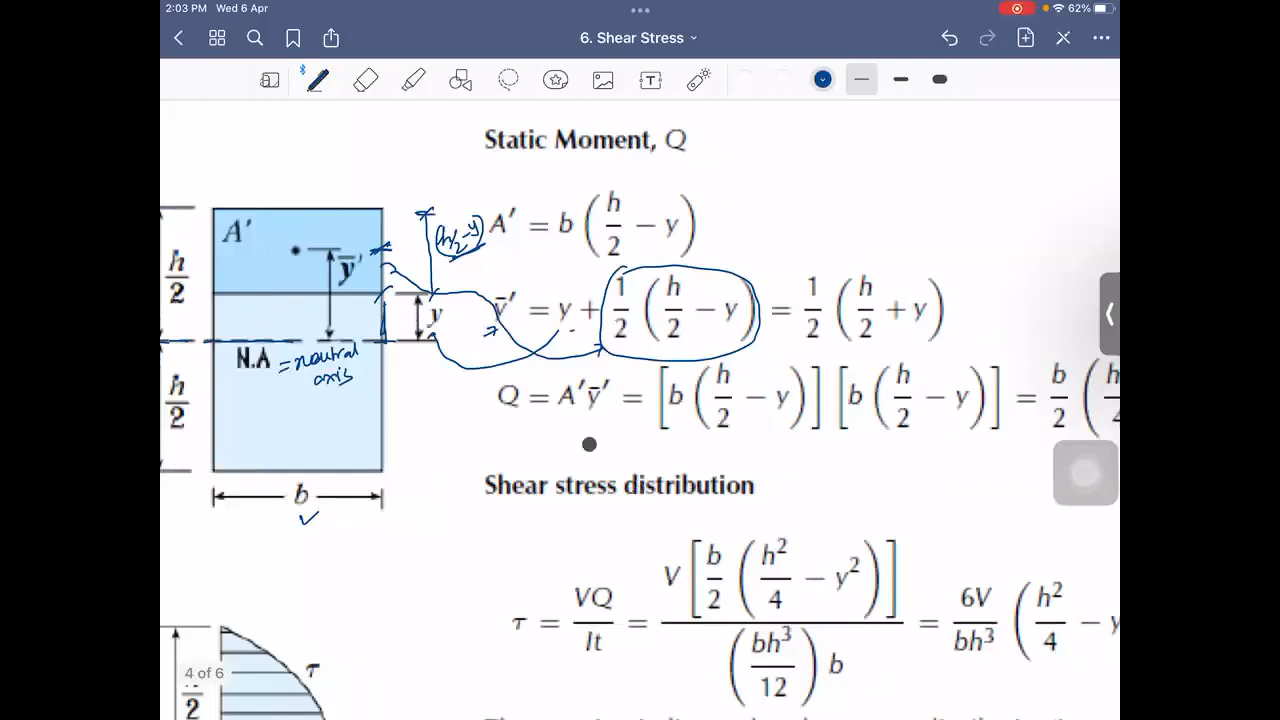 2:03 PM Wed 6 Apr
62%
6. Shear Stress
Static Moment, Q
A′ = b (h/2 − y)
ȳ′ = y + 1/2 (h/2 − y) = 1/2 (h/2 + y)
Q = A′ȳ′ = [b (h/2 − y)] [b (h/2 − y)] = b/2 (h/4
Shear stress distribution
τ = VQ/It = V [b/2 (h²/4 − y²)] / (bh³/12) b = 6V/bh³ (h²/4 − y
A′
(h/2 − y)
h/2
ȳ′
y
N.A = neutral
axis
h/2
b
τ
4 of 6
2